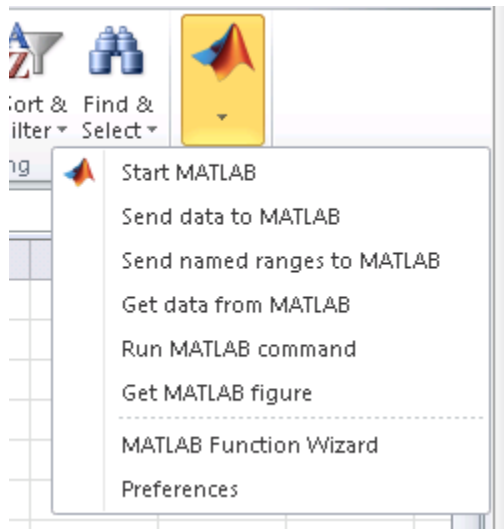 Find &
Select
Start MATLAB
Send data to MATLAB
Send named ranges to MATLAB
Get data from MATLAB
Run MATLAB command
Get MATLAB figure
MATLAB Function Wizard
Preferences